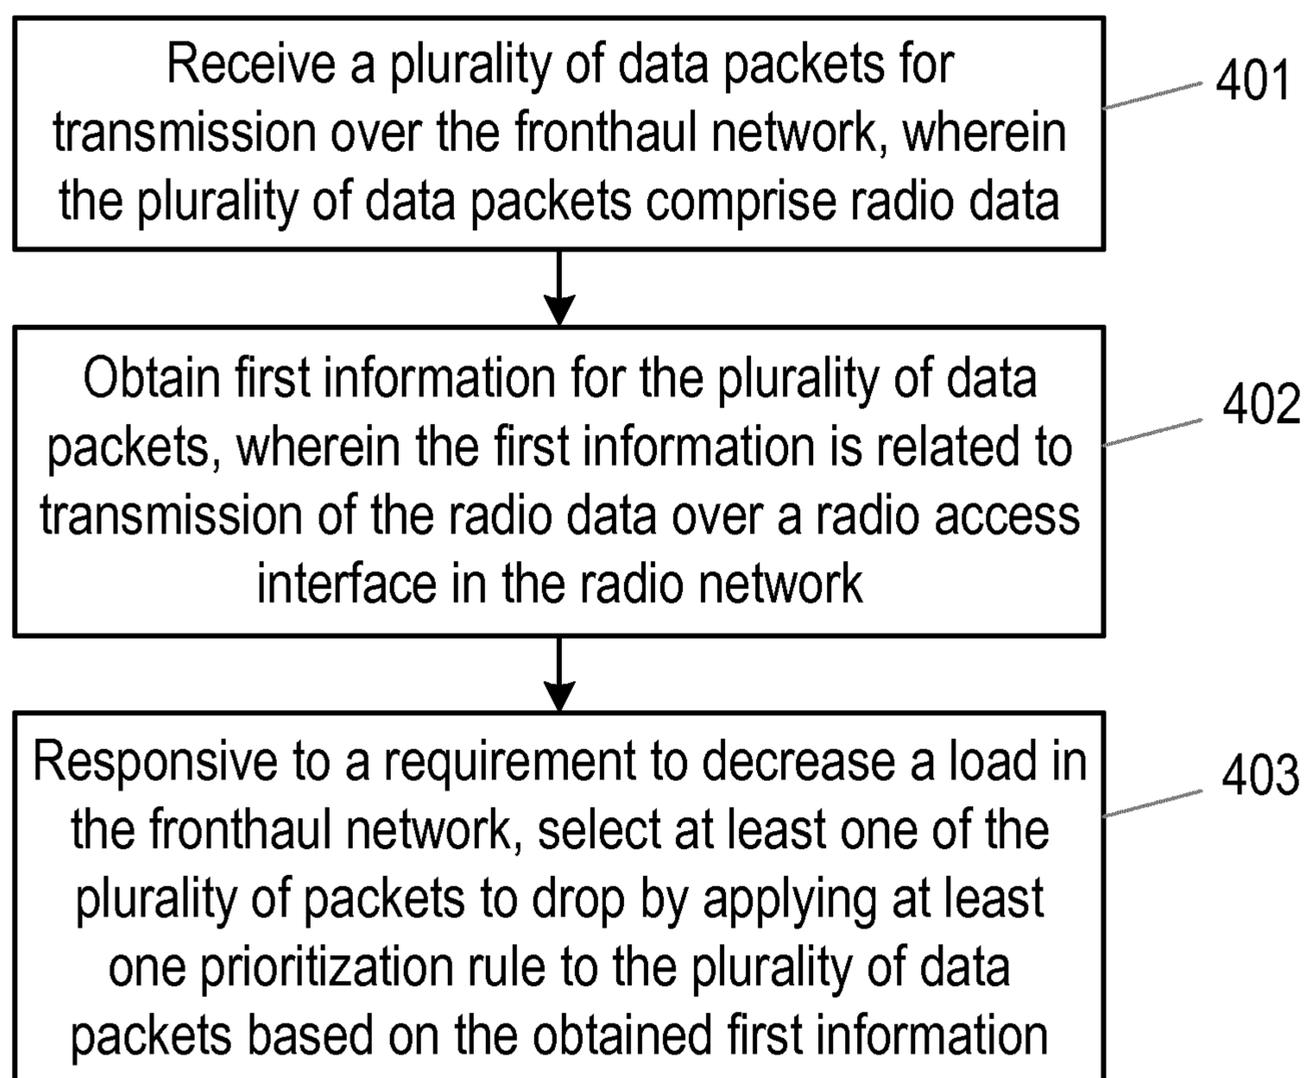 Receive a plurality of data packets for
transmission over the fronthaul network, wherein
the plurality of data packets comprise radio data
401
Obtain first information for the plurality of data
packets, wherein the first information is related to
transmission of the radio data over a radio access
interface in the radio network
402
Responsive to a requirement to decrease a load in
the fronthaul network, select at least one of the
plurality of packets to drop by applying at least
one prioritization rule to the plurality of data
packets based on the obtained first information
403